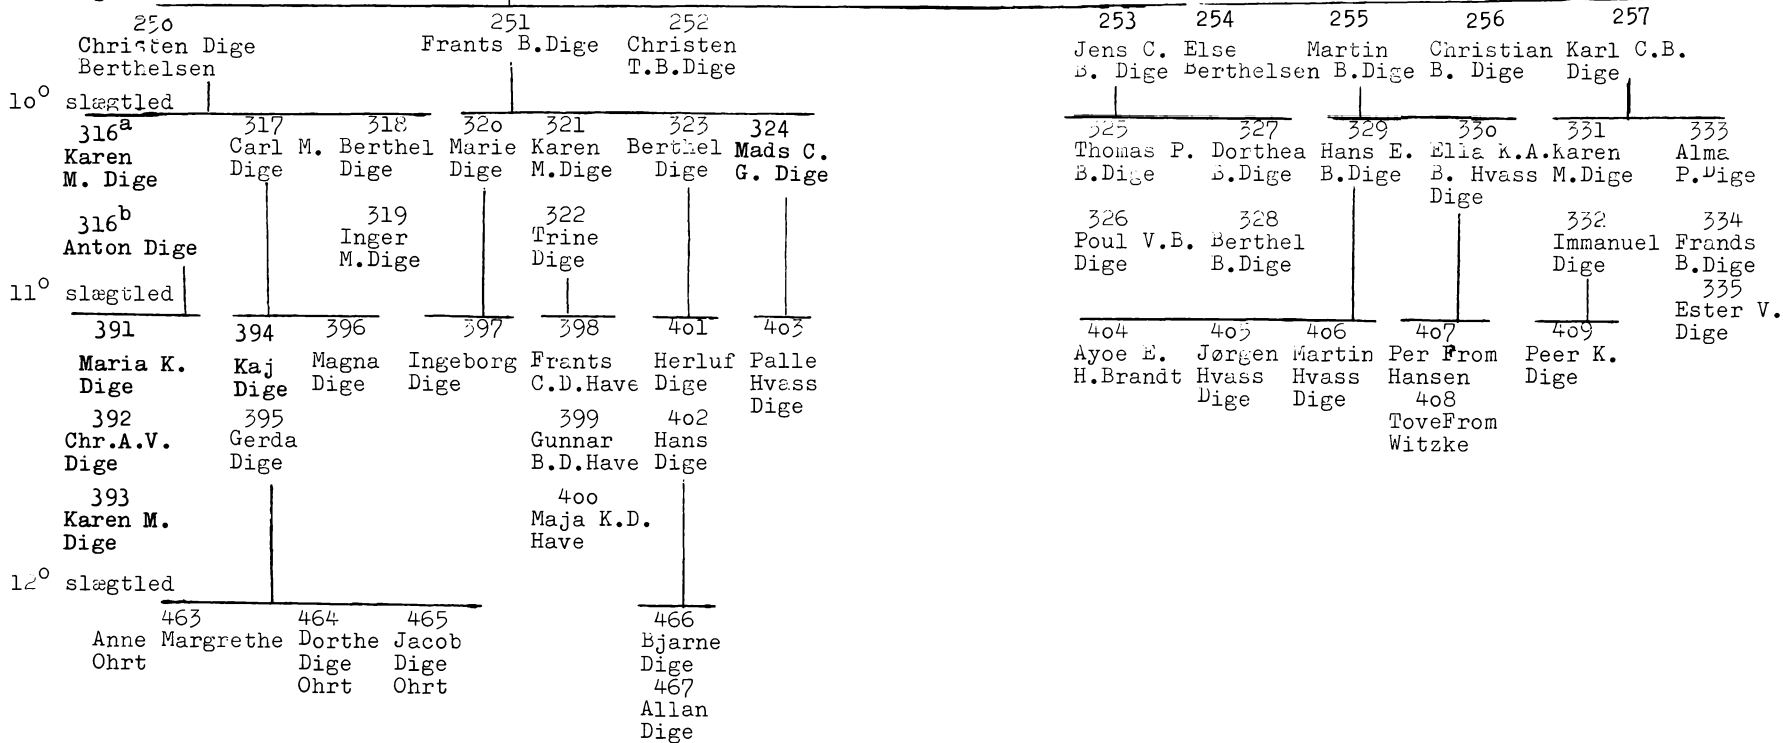 250 251 252 253 254 255 256 257
Christen Dige Frants B.Dige Christen Jens C. Else Martin Christian Karl C.B.
Berthelsen T.B.Dige B. Dige Berthelsen B.Dige B. Dige Dige
10° slægtled
316a 317 318 320 321 323 324 325 327 329 330 331 333
Karen Carl M. Berthel Marie Karen Berthel Mads C. Thomas P. Dorthea Hans E. Ella K.A. Karen Alma
M. Dige Dige Dige Dige M.Dige Dige G. Dige B.Dige B.Dige B.Dige B. Hvass M.Dige P.Dige
Dige
316b 319 322 326 328 332 334
Anton Dige Inger Trine Poul V.B. Berthel Immanuel Frands
M.Dige Dige Dige B.Dige Dige B.Dige
11° slægtled 335
Ester V.
Dige
391 394 396 397 398 401 403 404 405 406 407 409
Maria K. Kaj Magna Ingeborg Frants Herluf Palle Ayoe E. Jørgen Martin Per From Peer K.
Dige Dige Dige Dige C.D.Have Dige Hvass H.Brandt Hvass Hvass Hansen Dige
Dige Dige Dige
392 395 399 402 408
Chr.A.V. Gerda Gunnar Hans ToveFrom
Dige Dige B.D.Have Dige Witzke
393 400
Karen M. Maja K.D.
Dige Have
12° slægtled
463 464 465 466
Anne Margrethe Dorthe Jacob Bjarne
Ohrt Dige Dige Dige
Ohrt Ohrt 467
Allan
Dige